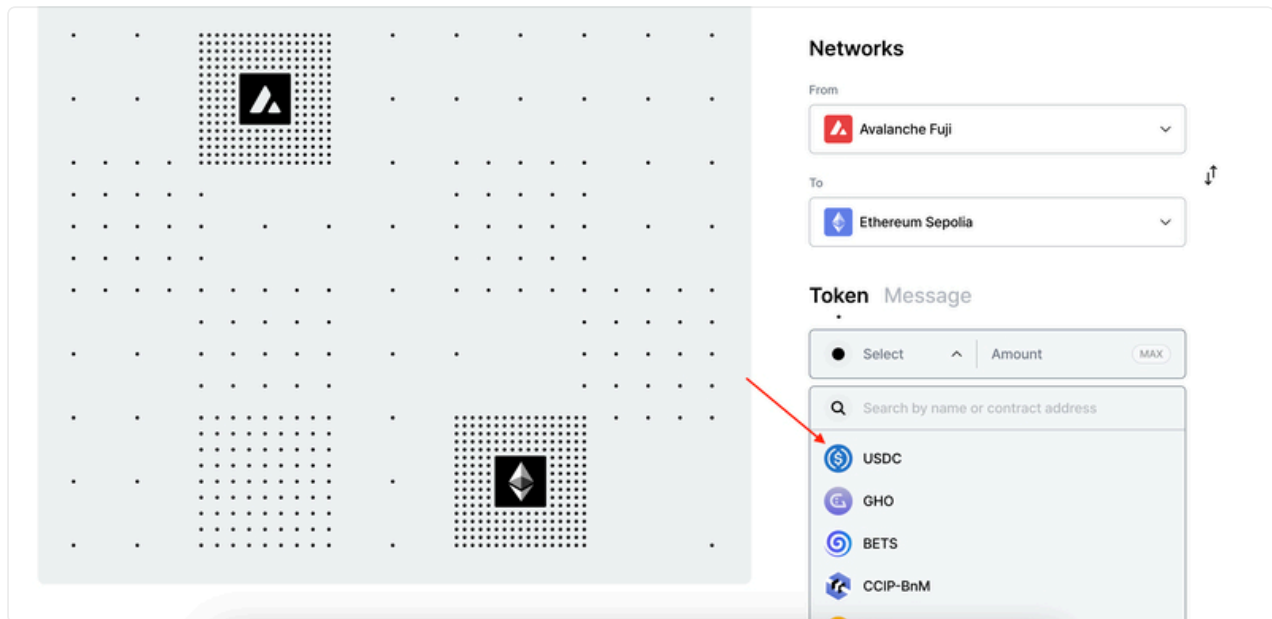 Networks
From
Avalanche Fuji
To
Ethereum Sepolia
Token Message
Select Amount MAX
Search by name or contract address
USDC
GHO
BETS
CCIP-BnM